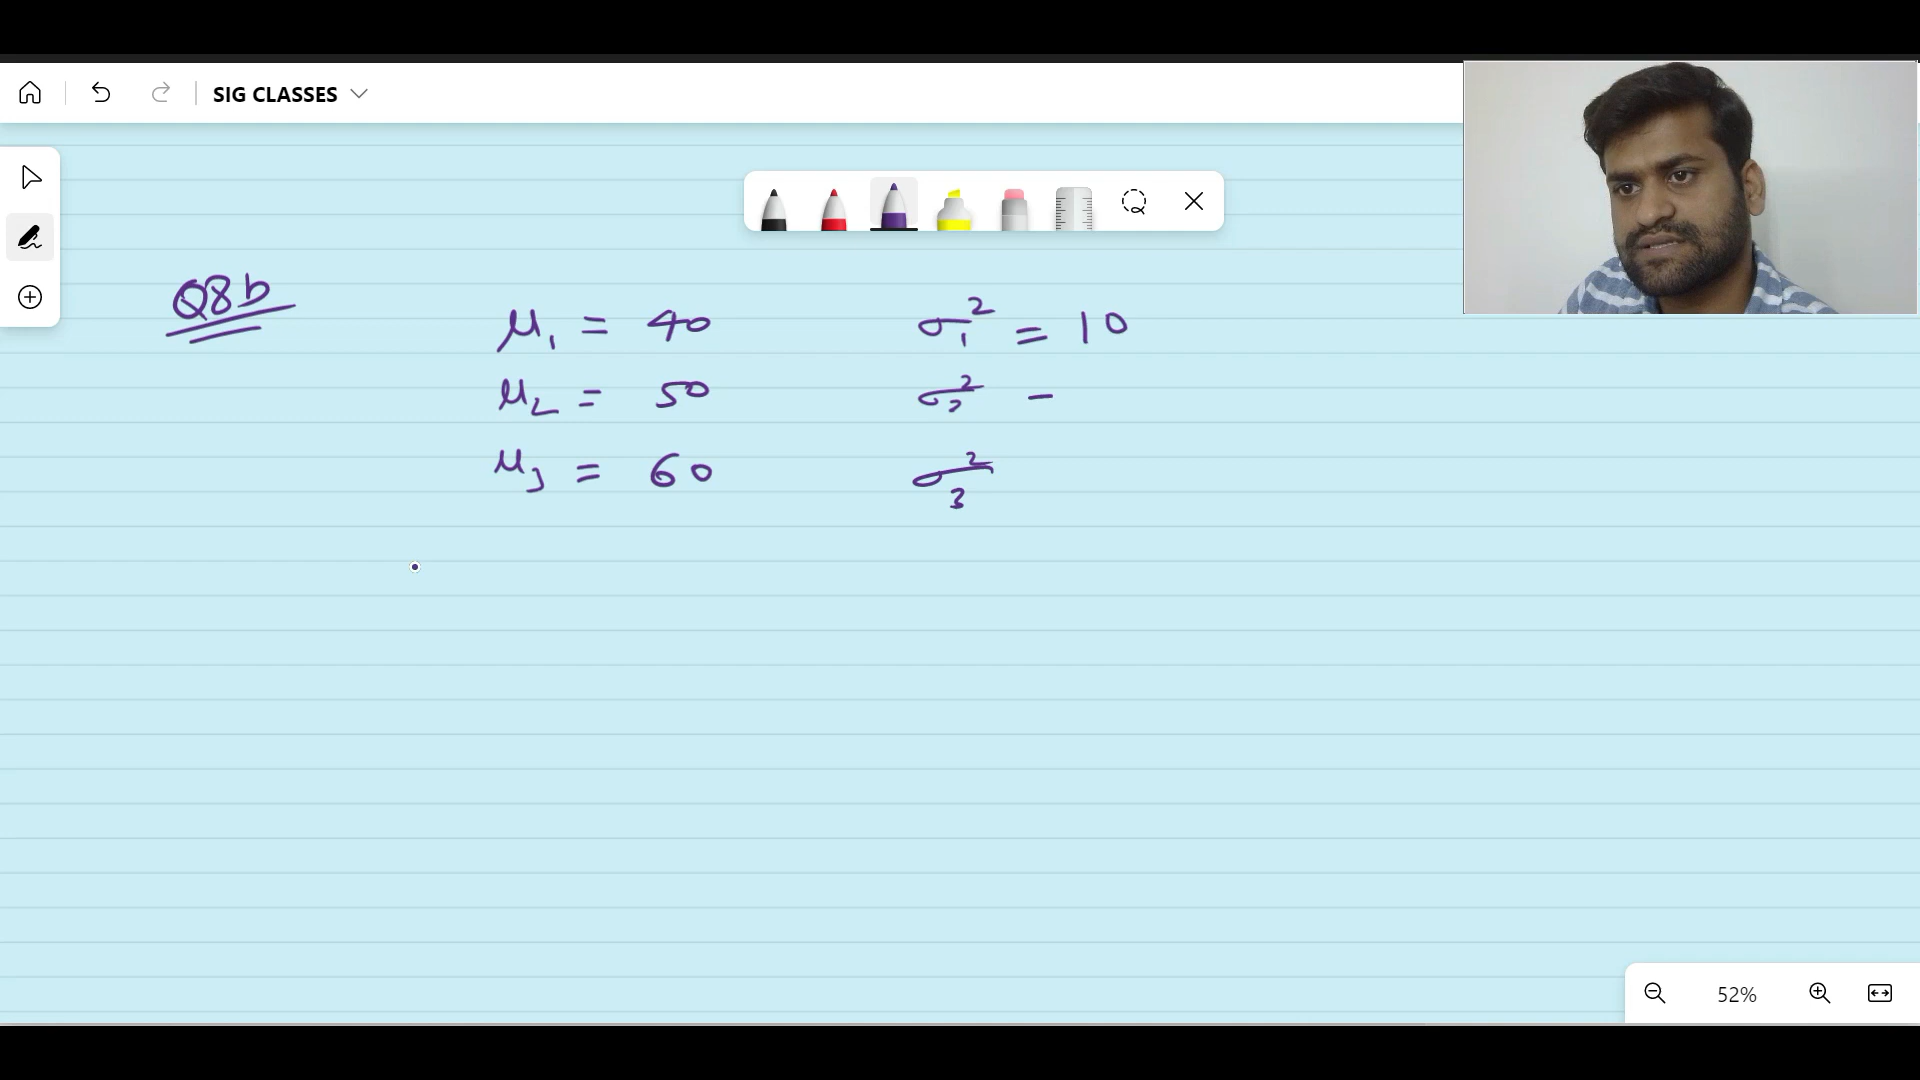 SIG CLASSES
Q8b
μ₁ = 40 σ₁² = 10
μ₂ = 50 σ₂² -
μ₃ = 60 σ₃²
52%